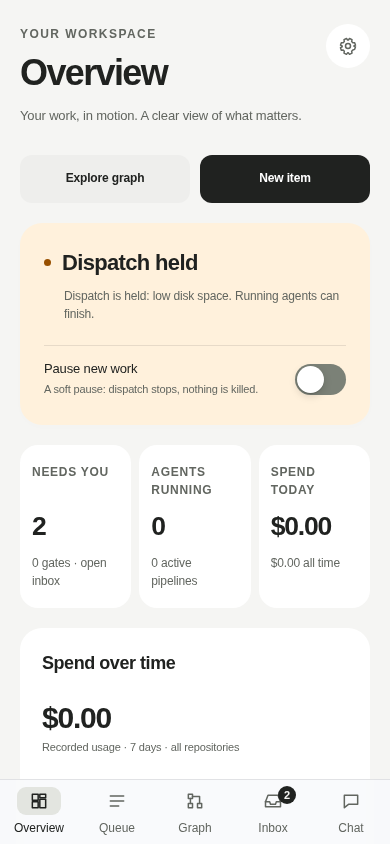 YOUR WORKSPACE
Overview
Your work, in motion. A clear view of what matters.
Explore graph
New item
Dispatch held
Dispatch is held: low disk space. Running agents can
finish.
Pause new work
A soft pause: dispatch stops, nothing is killed.
NEEDS YOU
2
0 gates · open
inbox
AGENTS
RUNNING
0
0 active
pipelines
SPEND
TODAY
$0.00
$0.00 all time
Spend over time
$0.00
Recorded usage · 7 days · all repositories
2
Overview
Queue
Graph
Inbox
Chat